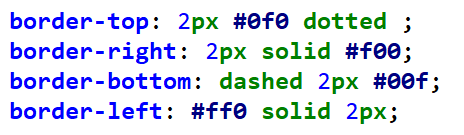 border-top: 2px #0f0 dotted ;
border-right: 2px solid #f00;
border-bottom: dashed 2px #00f;
border-left: #ff0 solid 2px;